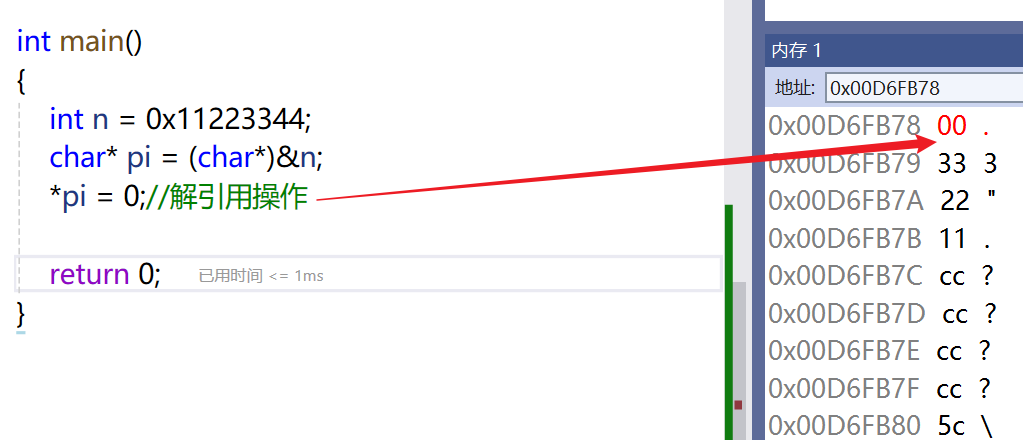 int main()
{
int n = 0x11223344;
char* pi = (char*)&n;
*pi = 0;//解引用操作
return 0; 已用时间 <= 1ms
}
内存 1
地址: 0x00D6FB78
0x00D6FB78 00 .
0x00D6FB79 33 3
0x00D6FB7A 22 "
0x00D6FB7B 11 .
0x00D6FB7C cc ?
0x00D6FB7D cc ?
0x00D6FB7E cc ?
0x00D6FB7F cc ?
0x00D6FB80 5c \